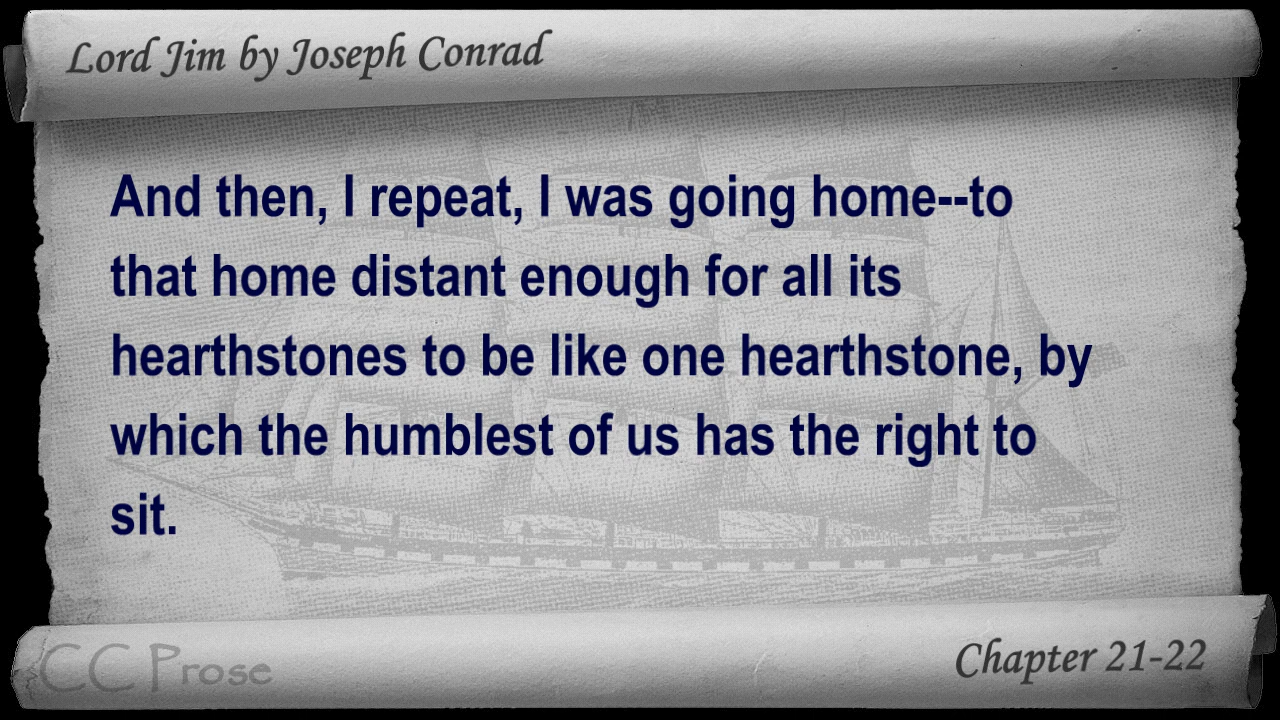 Lord Jim by Joseph Conrad
And then, I repeat, I was going home--to
that home distant enough for all its
hearthstones to be like one hearthstone, by
which the humblest of us has the right to
sit.
CC Prose
Chapter 21-22